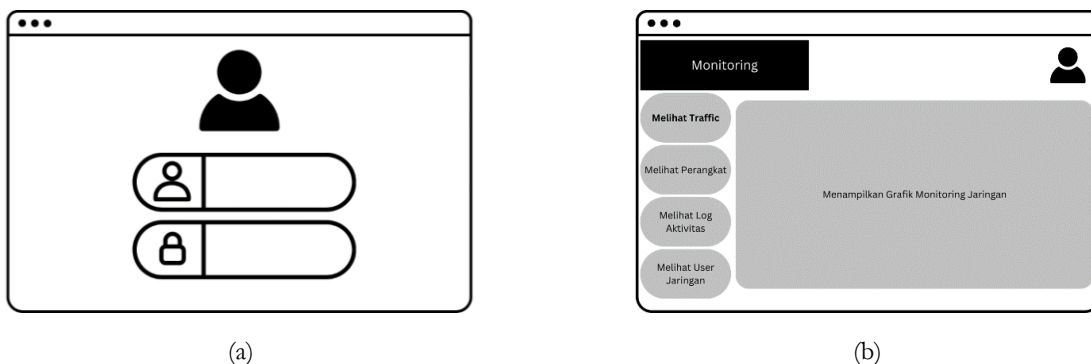 Monitoring
Melihat Traffic
Melihat Perangkat
Melihat Log
Aktivitas
Melihat User
Jaringan
Menampilkan Grafik Monitoring Jaringan
(a)
(b)